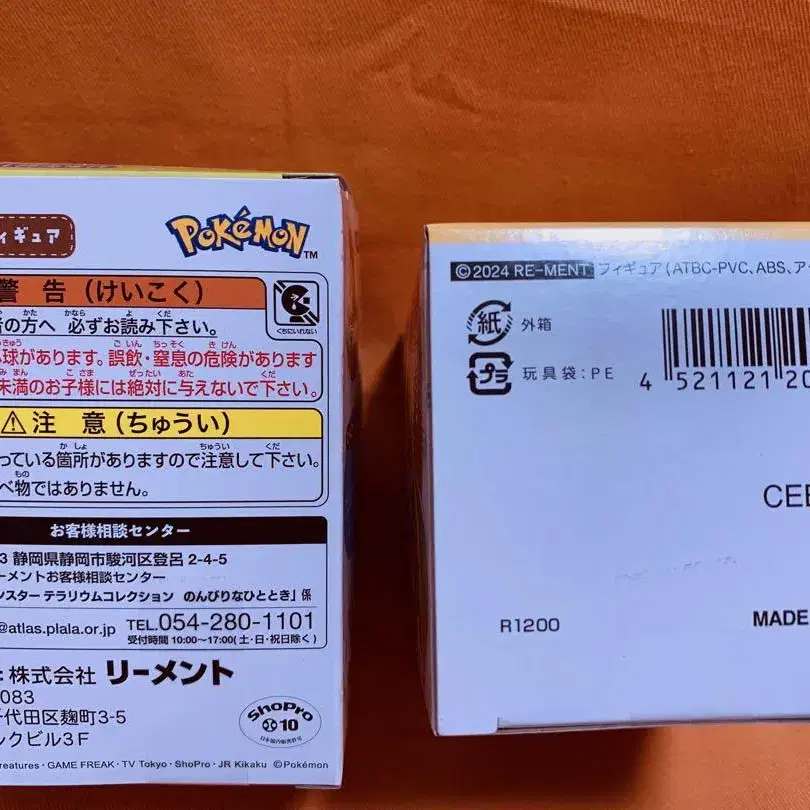 ィギュア
POKéMON™
警告(けいこく)
くちにいれない
の方へ 必ずお読み下さい。
球があります。誤飲・窒息の危険があります
未満のお子様には絶対に与えないで下さい。
⚠注意(ちゅうい)
っている箇所がありますので注意して下さい。
べ物ではありません。
お客様相談センター
3 静岡県静岡市駿河区登呂 2-4-5
ーメントお客様相談センター
ンスター テラリウムコレクション のんびりなひととき」係
@atlas.plala.or.jp TEL.054-280-1101
受付時間 10:00〜17:00(土・日・祝日除く)
:株式会社 リーメント
083
千代田区麹町3-5
ックビル3F
ShoPro
10
日本国内販売許可
reatures・GAME FREAK・TV Tokyo・ShoPro・JR Kikaku ©Pokémon
©2024 RE-MENT フィギュア(ATBC-PVC、ABS、ア
紙 外箱
プラ 玩具袋:PE
4 521121 20
CEE
R1200
MADE